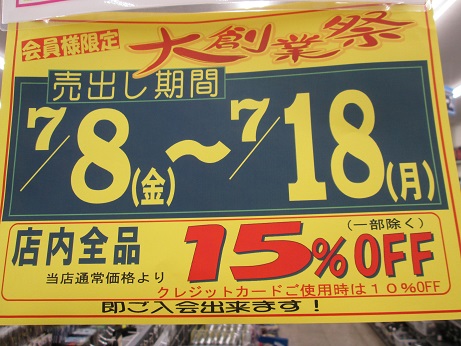 会員様限定 大創業祭
売出し期間
7/8(金)〜7/18(月)
店内全品 15%OFF (一部除く)
当店通常価格より
クレジットカードご使用時は10%OFF
即ご入会出来ます!